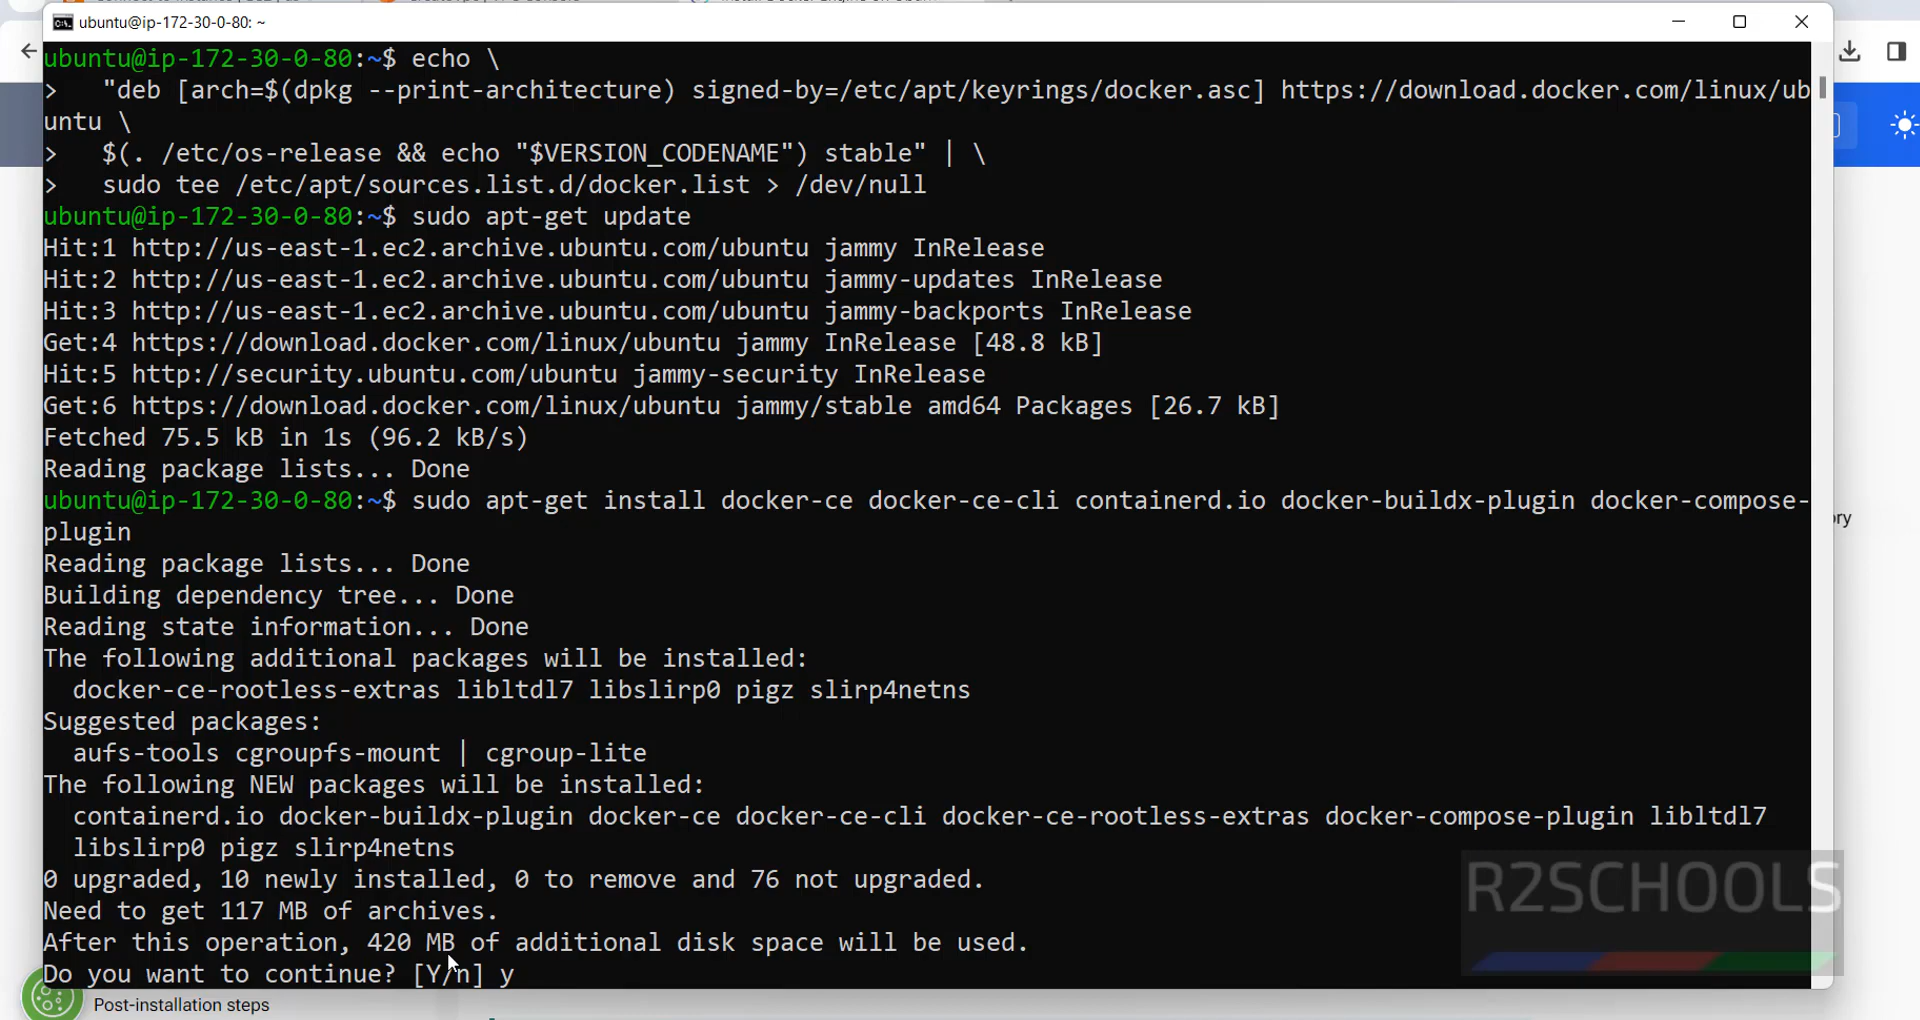 ubuntu@ip-172-30-0-80: ~
ubuntu@ip-172-30-0-80:~$ echo \
>   "deb [arch=$(dpkg --print-architecture) signed-by=/etc/apt/keyrings/docker.asc] https://download.docker.com/linux/ub
untu \
>   $(. /etc/os-release && echo "$VERSION_CODENAME") stable" | \
>   sudo tee /etc/apt/sources.list.d/docker.list > /dev/null
ubuntu@ip-172-30-0-80:~$ sudo apt-get update
Hit:1 http://us-east-1.ec2.archive.ubuntu.com/ubuntu jammy InRelease
Hit:2 http://us-east-1.ec2.archive.ubuntu.com/ubuntu jammy-updates InRelease
Hit:3 http://us-east-1.ec2.archive.ubuntu.com/ubuntu jammy-backports InRelease
Get:4 https://download.docker.com/linux/ubuntu jammy InRelease [48.8 kB]
Hit:5 http://security.ubuntu.com/ubuntu jammy-security InRelease
Get:6 https://download.docker.com/linux/ubuntu jammy/stable amd64 Packages [26.7 kB]
Fetched 75.5 kB in 1s (96.2 kB/s)
Reading package lists... Done
ubuntu@ip-172-30-0-80:~$ sudo apt-get install docker-ce docker-ce-cli containerd.io docker-buildx-plugin docker-compose-
plugin
Reading package lists... Done
Building dependency tree... Done
Reading state information... Done
The following additional packages will be installed:
  docker-ce-rootless-extras libltdl7 libslirp0 pigz slirp4netns
Suggested packages:
  aufs-tools cgroupfs-mount | cgroup-lite
The following NEW packages will be installed:
  containerd.io docker-buildx-plugin docker-ce docker-ce-cli docker-ce-rootless-extras docker-compose-plugin libltdl7
  libslirp0 pigz slirp4netns
0 upgraded, 10 newly installed, 0 to remove and 76 not upgraded.
Need to get 117 MB of archives.
After this operation, 420 MB of additional disk space will be used.
Do you want to continue? [Y/n] y
R2SCHOOLS
Post-installation steps
ory